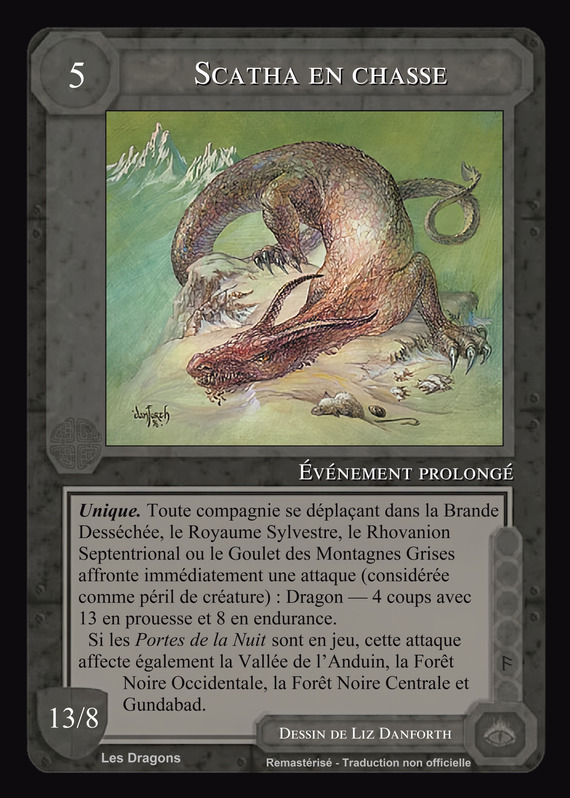 5
SCATHA EN CHASSE
danforth
ÉVÉNEMENT PROLONGÉ
Unique. Toute compagnie se déplaçant dans la Brande
Desséchée, le Royaume Sylvestre, le Rhovanion
Septentrional ou le Goulet des Montagnes Grises
affronte immédiatement une attaque (considérée
comme péril de créature) : Dragon — 4 coups avec
13 en prouesse et 8 en endurance.
Si les Portes de la Nuit sont en jeu, cette attaque
affecte également la Vallée de l'Anduin, la Forêt
Noire Occidentale, la Forêt Noire Centrale et
Gundabad.
13/8
DESSIN DE LIZ DANFORTH
Les Dragons
Remastérisé - Traduction non officielle